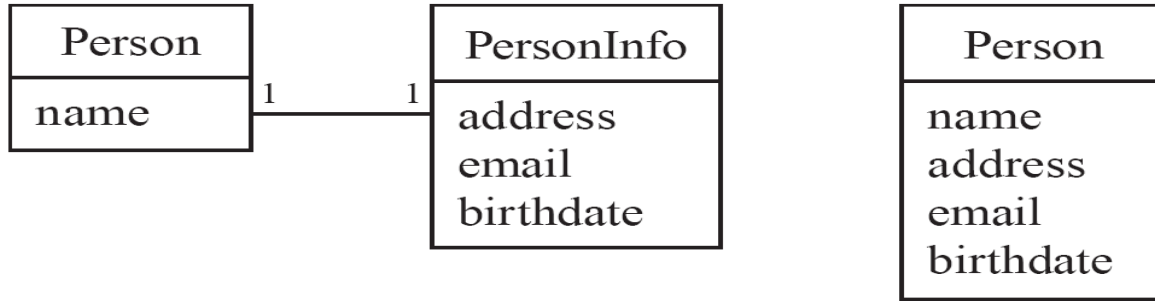 Person
name
1
1
PersonInfo
address
email
birthdate
Person
name
address
email
birthdate